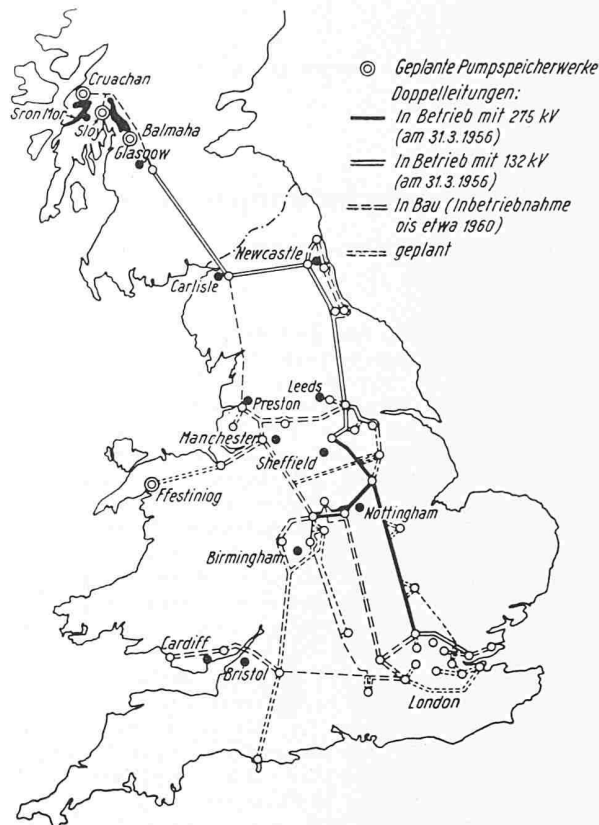 Cruachan
Sron Mor
Sloy
Balmaha
Glasgow
Geplante Pumpspeicherwerke
Doppelleitungen:
In Betrieb mit 275 kV
(am 31.3.1956)
In Betrieb mit 132 kV
(am 31.3.1956)
In Bau (Inbetriebnahme
bis etwa 1960)
geplant
Newcastle
Carlisle
Leeds
Preston
Manchester
Sheffield
Ffestiniog
Nottingham
Birmingham
Cardiff
Bristol
London